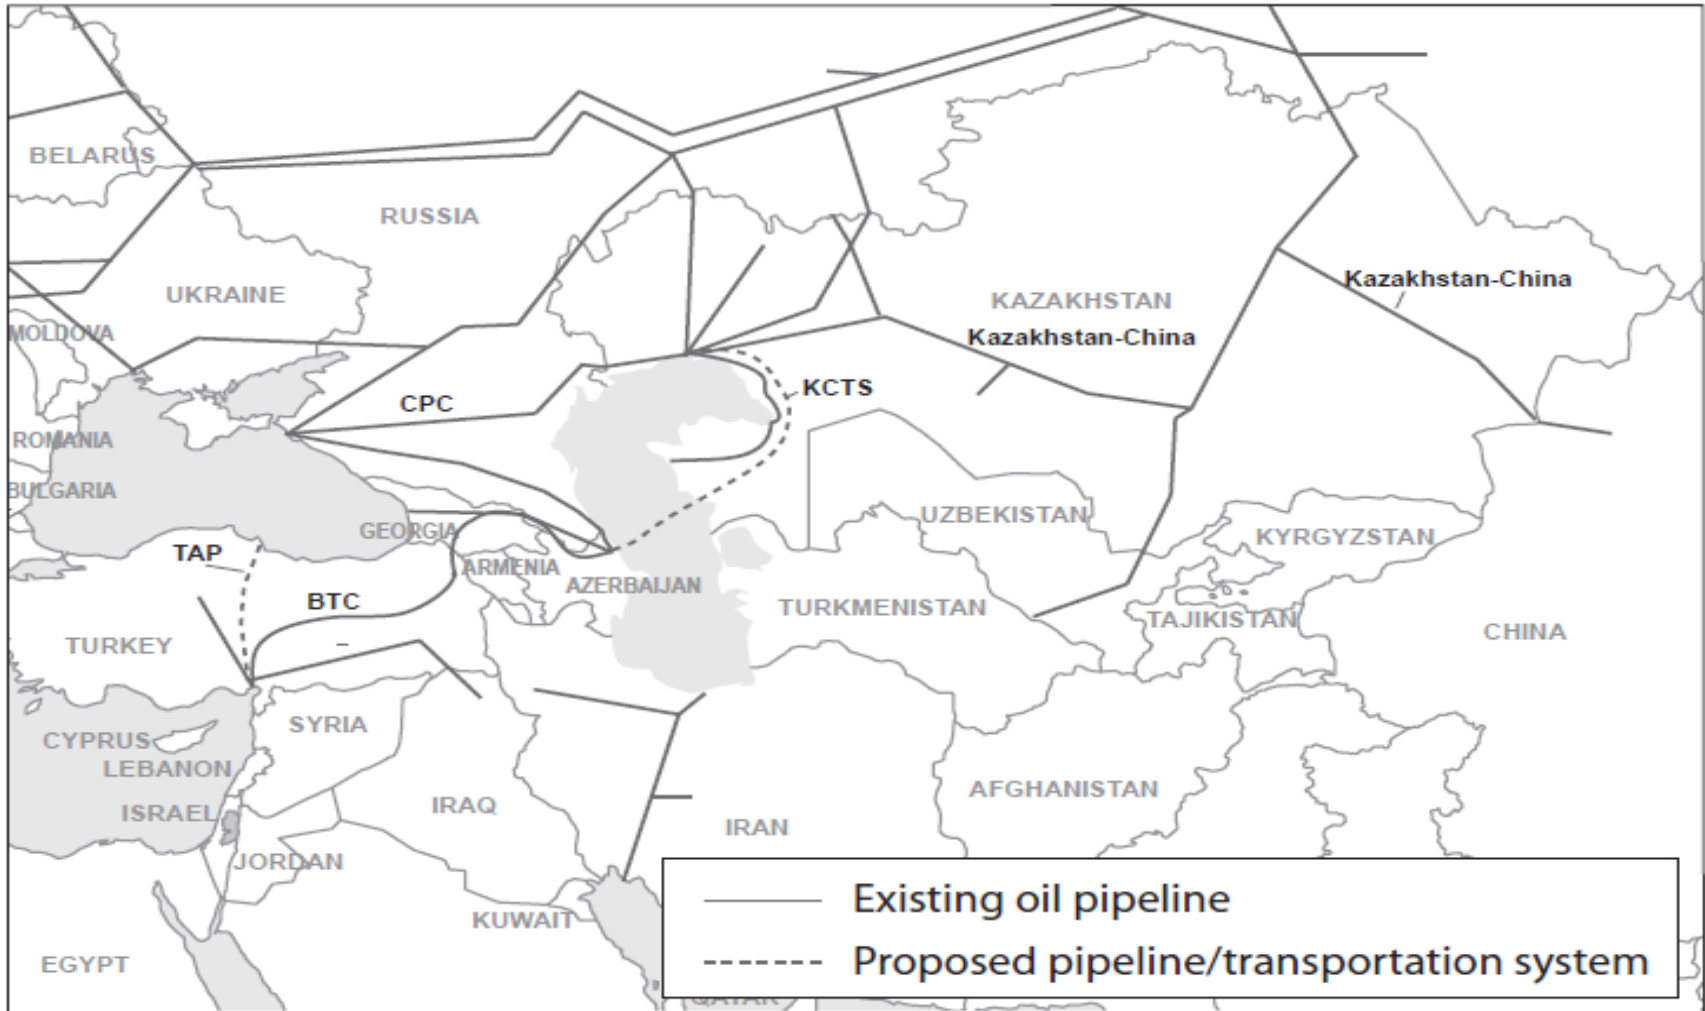 BELARUS
RUSSIA
Kazakhstan-China
UKRAINE
KAZAKHSTAN
MOLDOVA
Kazakhstan-China
KCTS
CPC
ROMANIA
BULGARIA
UZBEKISTAN
GEORGIA
KYRGYZSTAN
TAP
ARMENIA
AZERBAIJAN
BTC
TURKMENISTAN
TAJIKISTAN
CHINA
TURKEY
SYRIA
CYPRUS
LEBANON
AFGHANISTAN
IRAQ
ISRAEL
IRAN
JORDAN
KUWAIT
EGYPT
Existing oil pipeline
Proposed pipeline/transportation system
QATAR